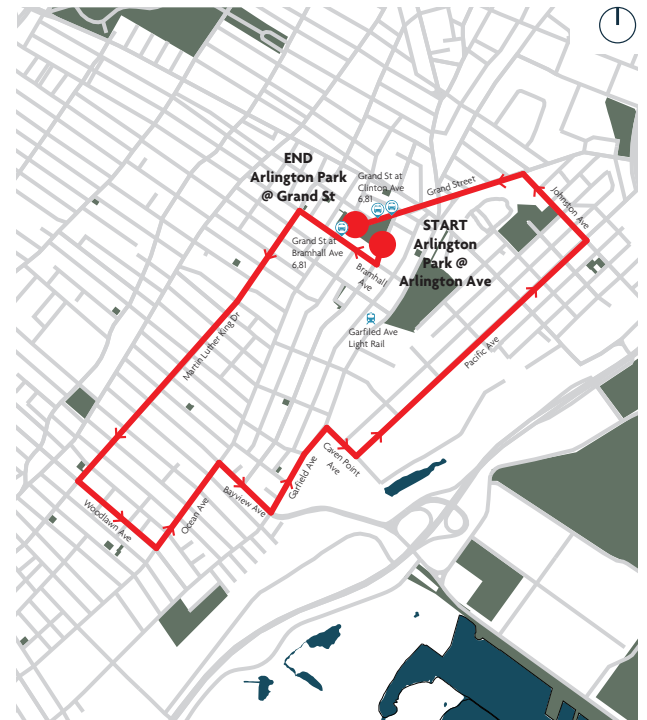 END
Arlington Park
@ Grand St
Grand St at
Clinton Ave
6,81
Grand Street
Johnston Ave
START
Arlington
Park @
Arlington Ave
Grand St at
Bramhall Ave
6.81
Bramhall
Ave
Garfiled Ave
Light Rail
Martin Luther King Dr
Pacific Ave
Caven Point
Ave
Garfield Ave
Bayview Ave
Ocean Ave
Woodlawn Ave